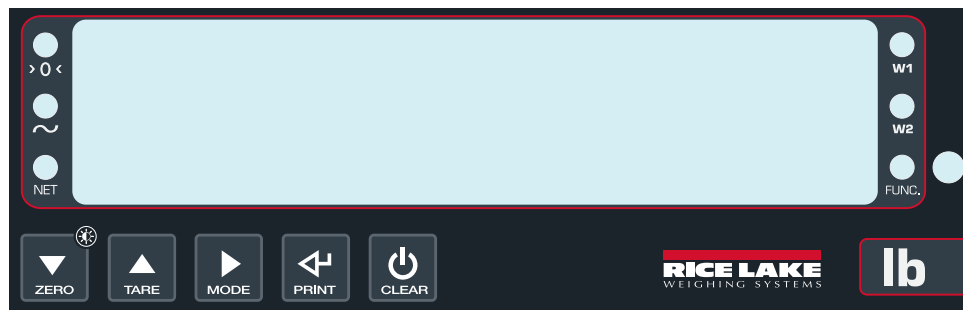 >0<
W1
~
W2
NET
FUNC.
ZERO
TARE
MODE
PRINT
CLEAR
RICE LAKE
WEIGHING SYSTEMS
lb